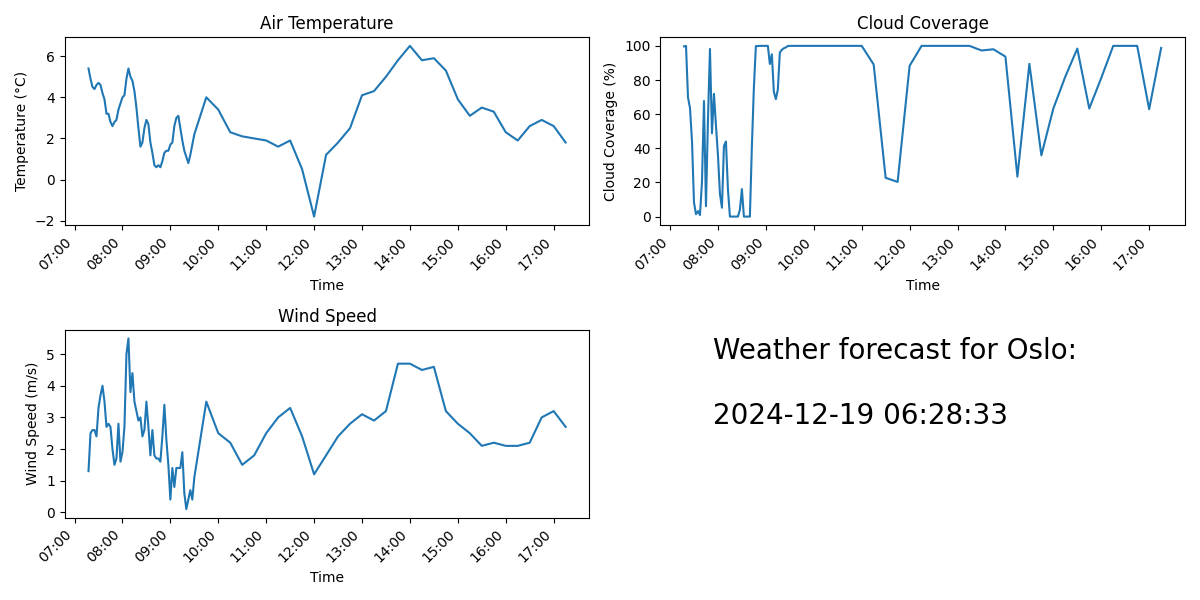 Air Temperature
Temperature (°C)
6
4
2
0
−2
07:00 08:00 09:00 10:00 11:00 12:00 13:00 14:00 15:00 16:00 17:00
Time
Cloud Coverage
Cloud Coverage (%)
100
80
60
40
20
0
07:00 08:00 09:00 10:00 11:00 12:00 13:00 14:00 15:00 16:00 17:00
Time
Wind Speed
Wind Speed (m/s)
5
4
3
2
1
0
07:00 08:00 09:00 10:00 11:00 12:00 13:00 14:00 15:00 16:00 17:00
Time
Weather forecast for Oslo:
2024-12-19 06:28:33